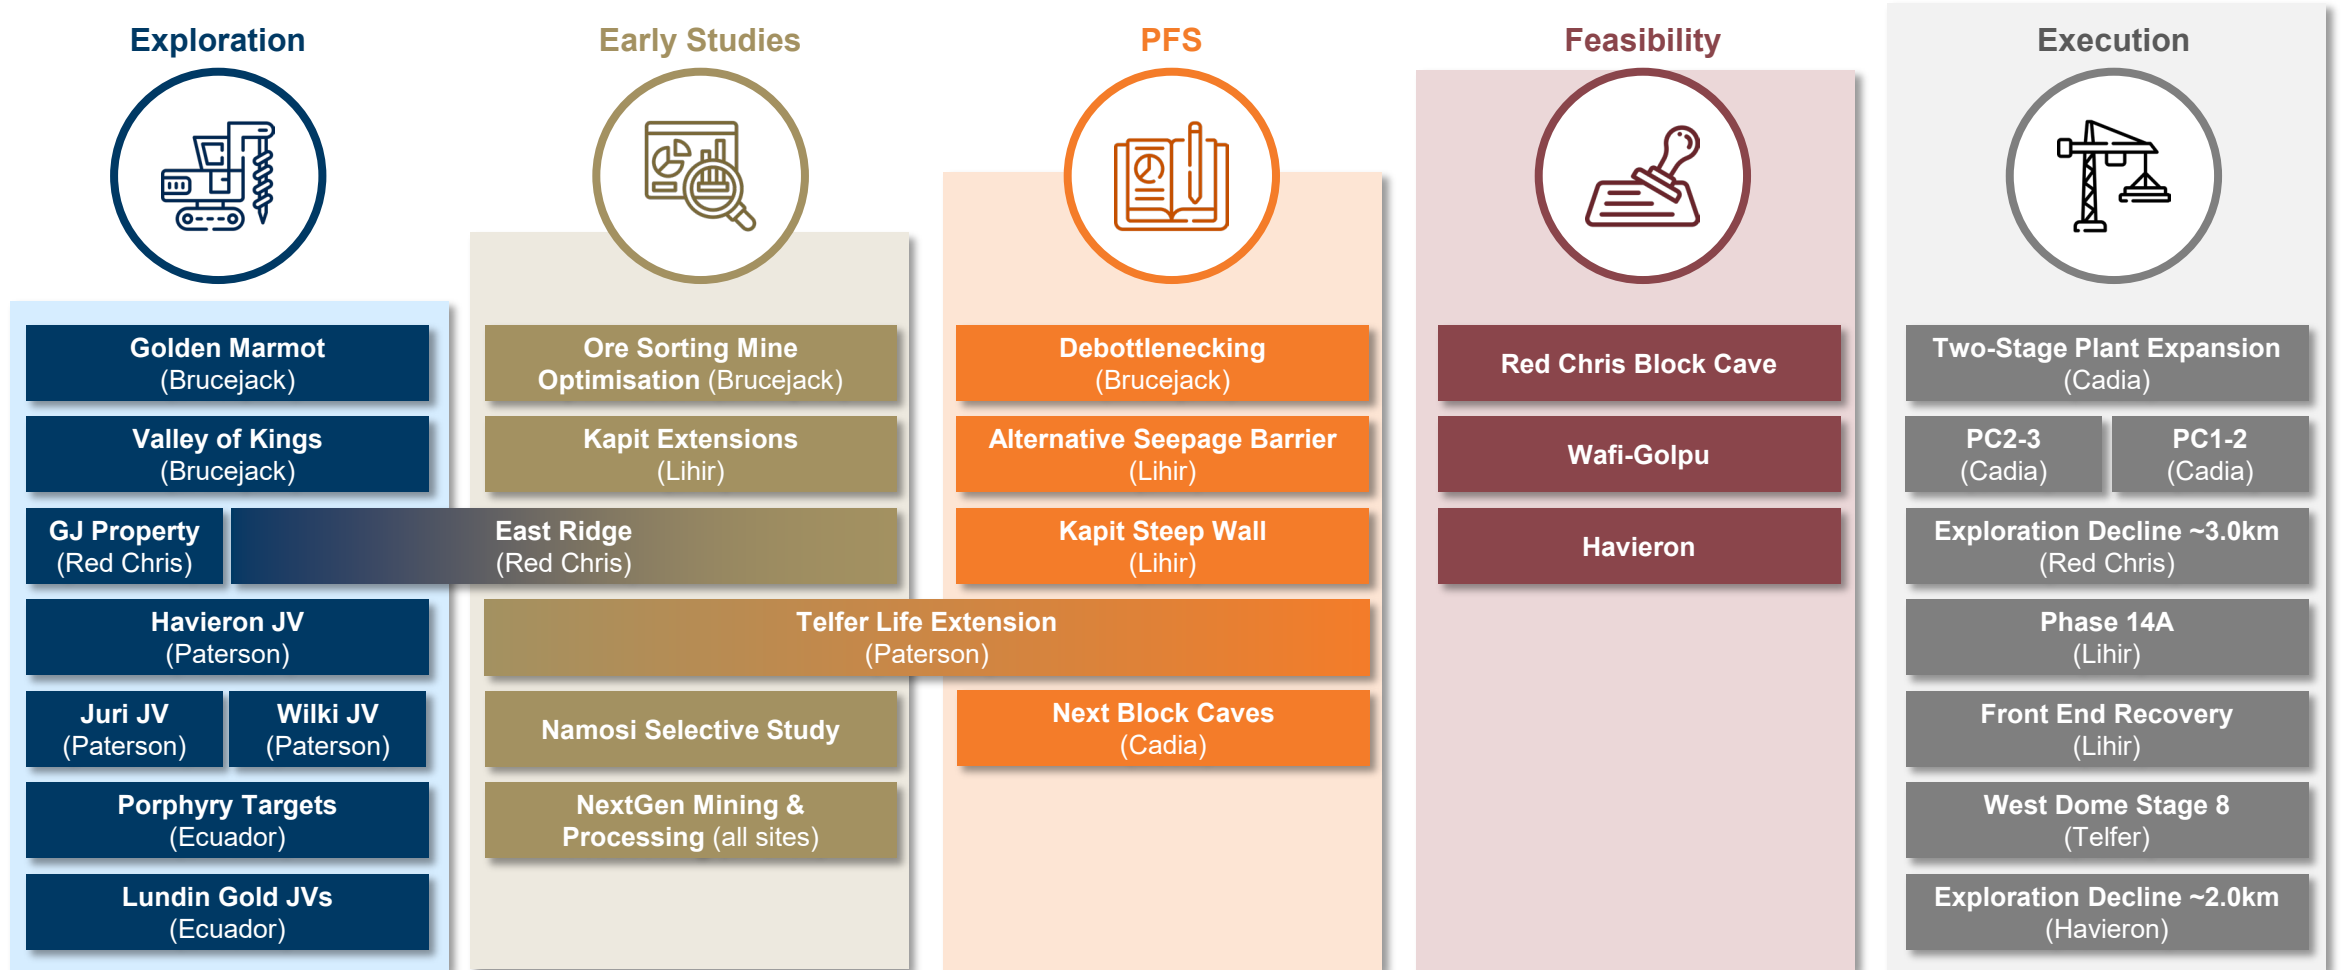 Exploration
Golden Marmot
(Brucejack)
Valley of Kings
(Brucejack)
GJ Property
(Red Chris)
East Ridge
(Red Chris)
Havieron JV
(Paterson)
Juri JV
(Paterson)
Wilki JV
(Paterson)
Porphyry Targets
(Ecuador)
Lundin Gold JVs
(Ecuador)
Early Studies
Ore Sorting Mine
Optimisation (Brucejack)
Kapit Extensions
(Lihir)
Telfer Life Extension
(Paterson)
Namosi Selective Study
NextGen Mining &
Processing (all sites)
PFS
Debottlenecking
(Brucejack)
Alternative Seepage Barrier
(Lihir)
Kapit Steep Wall
(Lihir)
Next Block Caves
(Cadia)
Feasibility
Red Chris Block Cave
Wafi-Golpu
Havieron
Execution
Two-Stage Plant Expansion
(Cadia)
PC2-3
(Cadia)
PC1-2
(Cadia)
Exploration Decline ~3.0km
(Red Chris)
Phase 14A
(Lihir)
Front End Recovery
(Lihir)
West Dome Stage 8
(Telfer)
Exploration Decline ~2.0km
(Havieron)